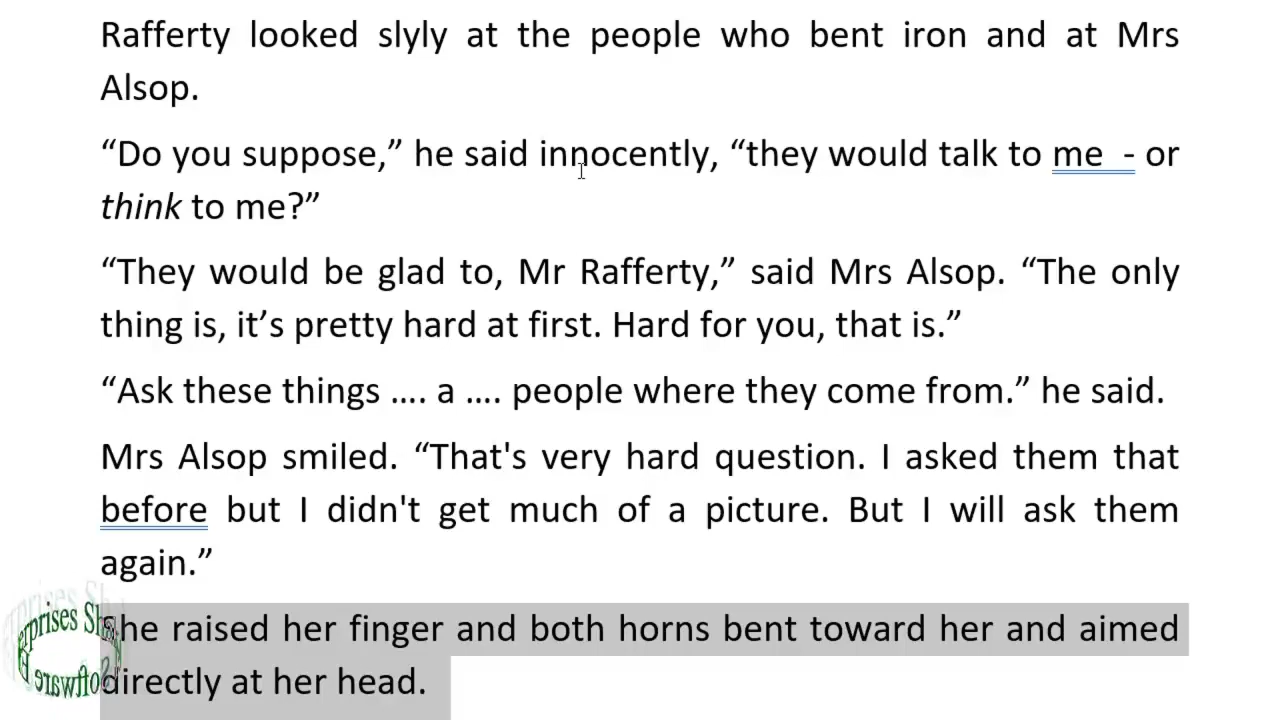 Rafferty looked slyly at the people who bent iron and at Mrs
Alsop.
“Do you suppose,” he said innocently, “they would talk to me  - or
think to me?”
“They would be glad to, Mr Rafferty,” said Mrs Alsop. “The only
thing is, it’s pretty hard at first. Hard for you, that is.”
“Ask these things …. a …. people where they come from.” he said.
Mrs Alsop smiled. “That's very hard question. I asked them that
before but I didn't get much of a picture. But I will ask them
again.”
She raised her finger and both horns bent toward her and aimed
directly at her head.